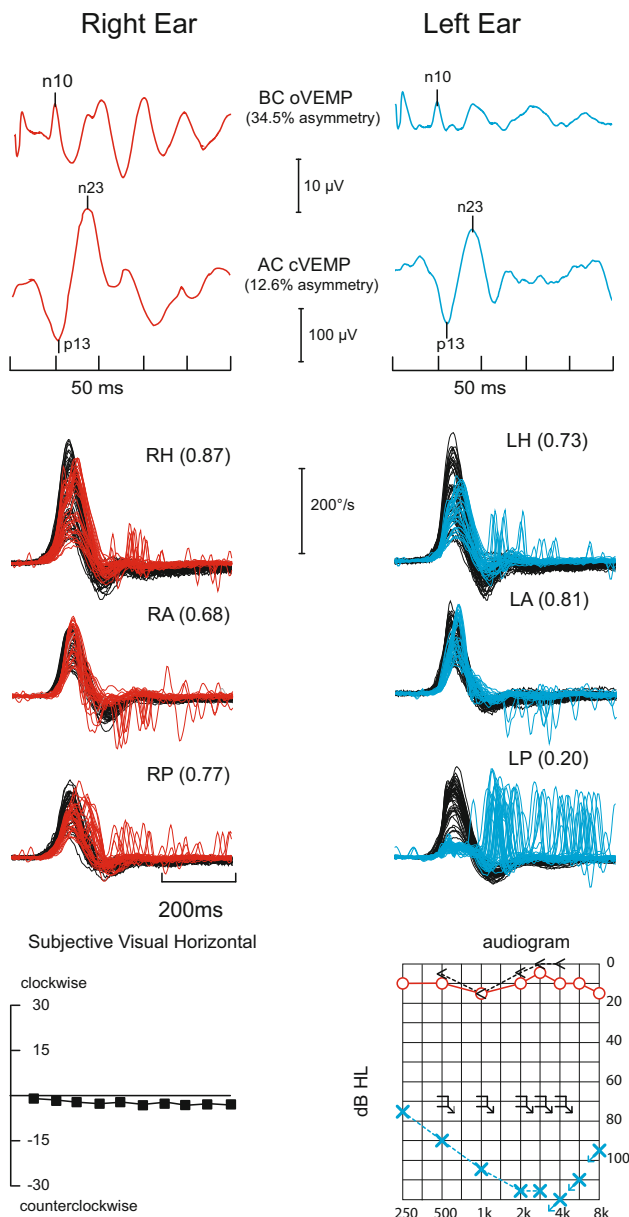 Right Ear
Left Ear
n10
BC oVEMP
(34.5% asymmetry)
n10
10 µV
n23
n23
AC cVEMP
(12.6% asymmetry)
100 µV
p13
p13
50 ms
50 ms
RH (0.87)
LH (0.73)
200°/s
RA (0.68)
LA (0.81)
RP (0.77)
LP (0.20)
200ms
Subjective Visual Horizontal
clockwise
30
15
-15
-30
counterclockwise
audiogram
0
20
40
60
80
100
dB HL
250
500
1k
2k
4k
8k